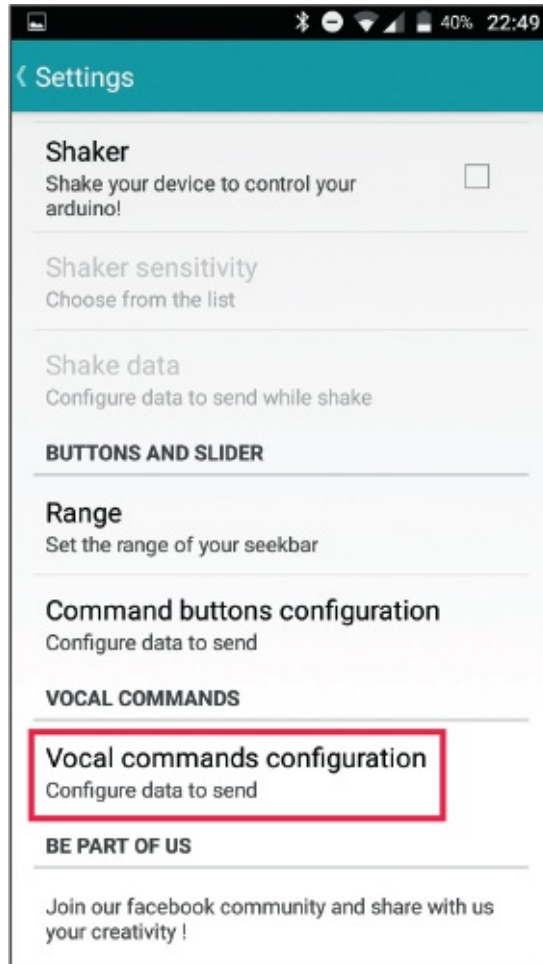 40% 22:49
Settings
Shaker
Shake your device to control your
arduino!
Shaker sensitivity
Choose from the list
Shake data
Configure data to send while shake
BUTTONS AND SLIDER
Range
Set the range of your seekbar
Command buttons configuration
Configure data to send
VOCAL COMMANDS
Vocal commands configuration
Configure data to send
BE PART OF US
Join our facebook community and share with us
your creativity !